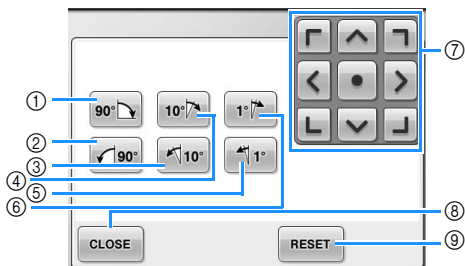 ⑦
① 90° 10° 1°
② 90° 10° 1°
③
④
⑤
⑥
⑧
CLOSE RESET ⑨